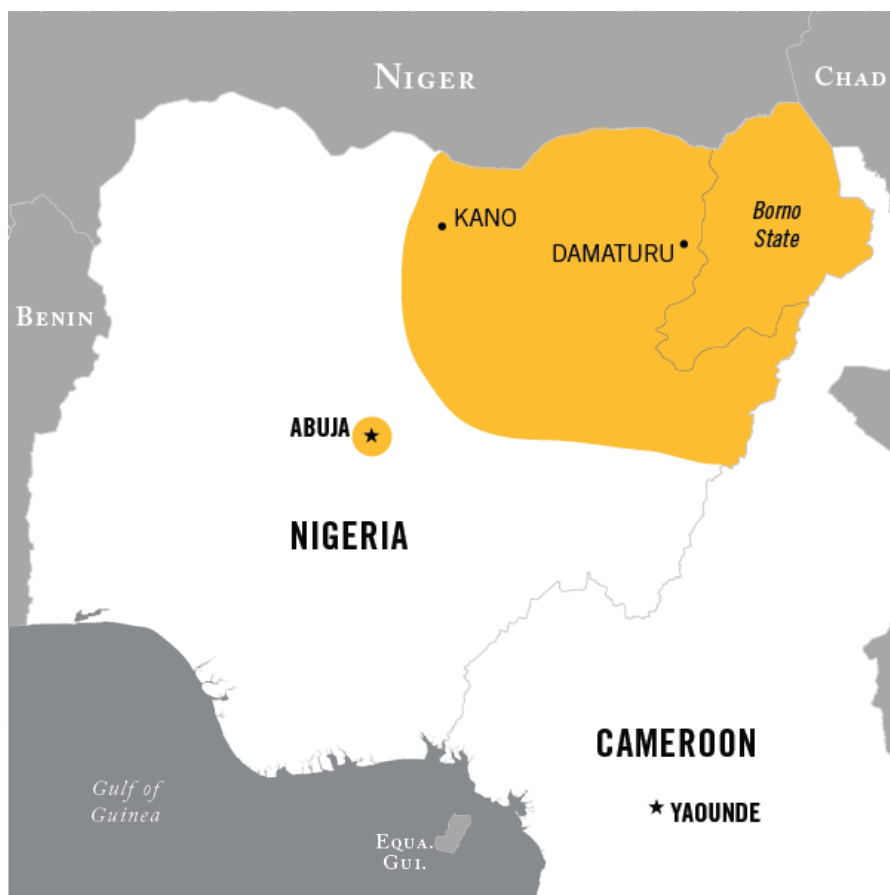 NIGER
CHAD
KANO
Borno
State
DAMATURU
BENIN
ABUJA
NIGERIA
CAMEROON
YAOUNDE
Gulf of
Guinea
EQUA.
GUI.